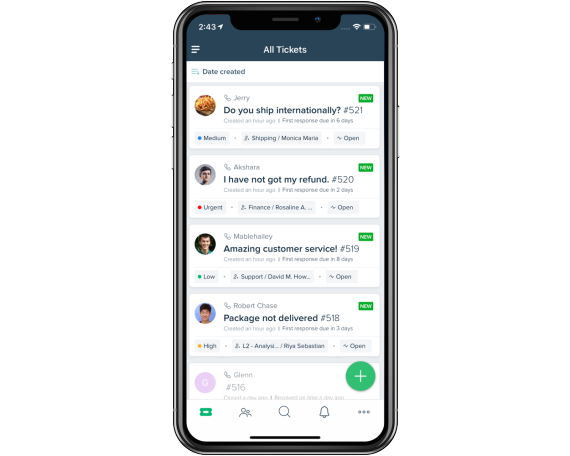 2:43
All Tickets
Date created
Jerry NEW
Do you ship internationally? #521
Created an hour ago | First response due in 6 days
Medium • Shipping / Monica Maria • Open
Akshara NEW
I have not got my refund. #520
Created an hour ago | First response due in 2 days
Urgent • Finance / Rosaline A. ... • Open
Mablehailey NEW
Amazing customer service! #519
Created an hour ago | First response due in 8 days
Low • Support / David M. How... • Open
Robert Chase NEW
Package not delivered #518
Created an hour ago | First response due in 3 days
High • L2 - Analysi... / Riya Sebastian • Open
G Glenn
#516
Closed a day ago | Resolved on time a day ago